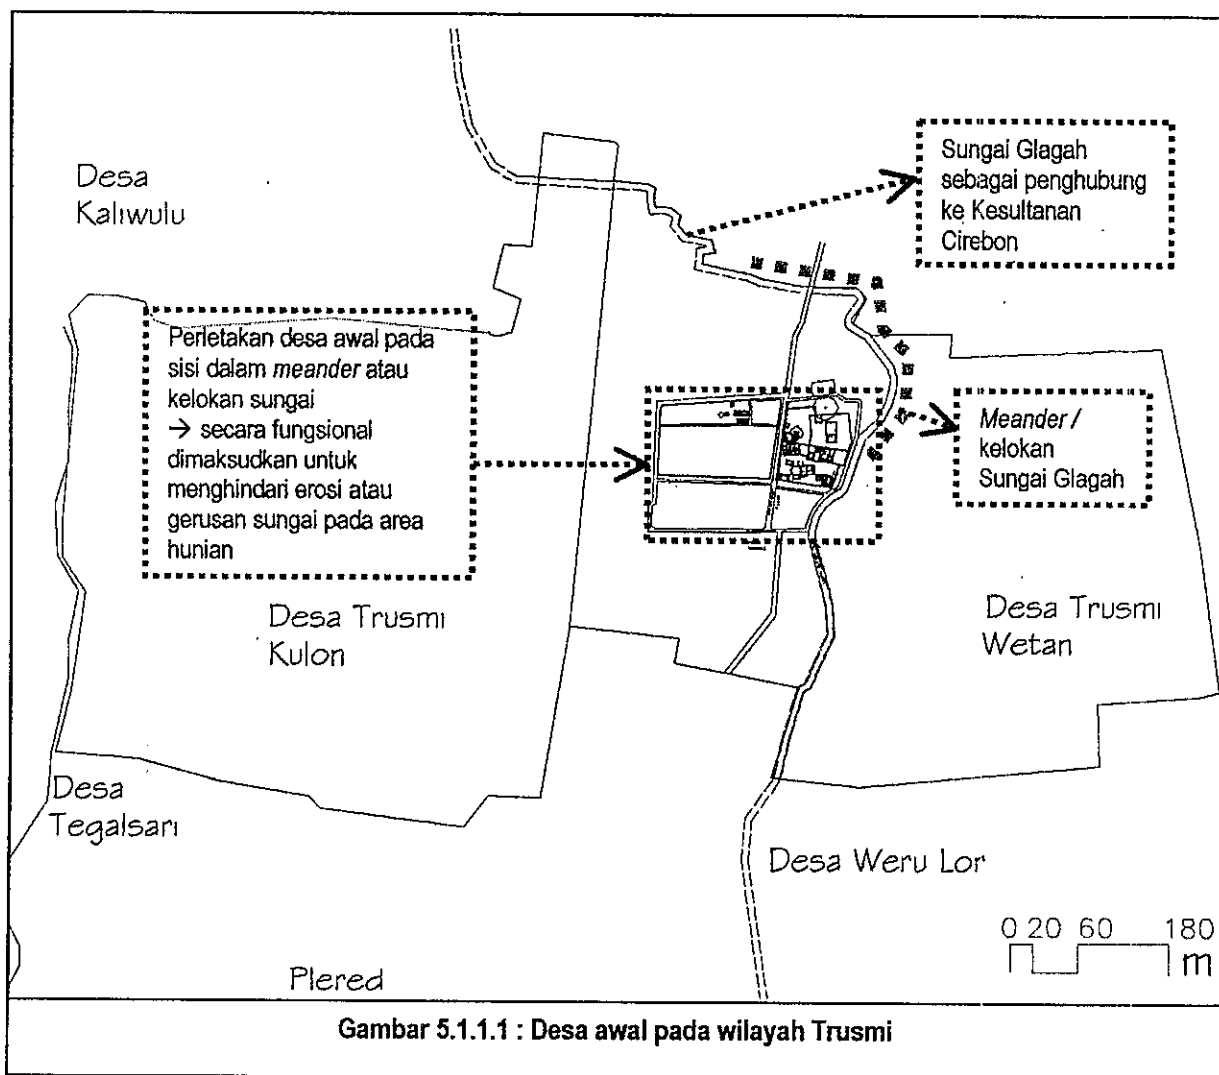 Desa
Kaliwulu
Sungai Glagah
sebagai penghubung
ke Kesultanan
Cirebon
Perletakan desa awal pada
sisi dalam meander atau
kelokan sungai
→ secara fungsional
dimaksudkan untuk
menghindari erosi atau
gerusan sungai pada area
hunian
Meander /
kelokan
Sungai Glagah
Desa Trusmi
Kulon
Desa Trusmi
Wetan
Desa
Tegalsari
Desa Weru Lor
Plered
0 20 60 180
m
Gambar 5.1.1.1 : Desa awal pada wilayah Trusmi